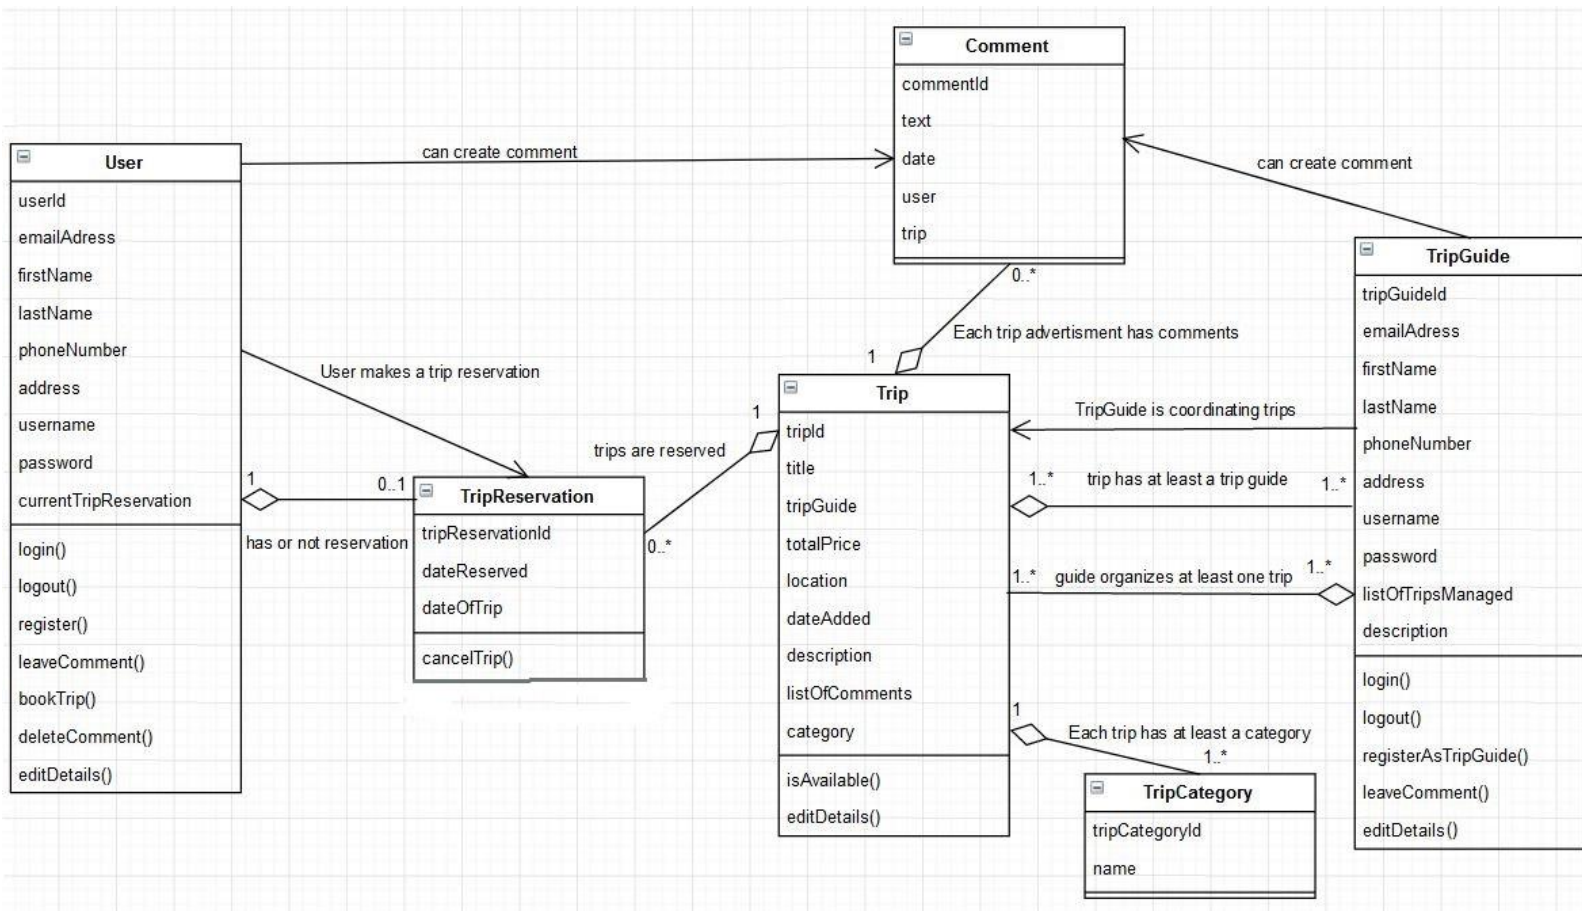 Comment
commentId
text
date
user
trip
User
userId
emailAdress
firstName
lastName
phoneNumber
address
username
password
currentTripReservation
login()
logout()
register()
leaveComment()
bookTrip()
deleteComment()
editDetails()
can create comment
can create comment
User makes a trip reservation
1
0..1
has or not reservation
TripReservation
tripReservationId
dateReserved
dateOfTrip
cancelTrip()
trips are reserved
1
0..*
0..*
Each trip advertisment has comments
1
Trip
tripId
title
tripGuide
totalPrice
location
dateAdded
description
listOfComments
category
isAvailable()
editDetails()
TripGuide is coordinating trips
1..*
trip has at least a trip guide
1..*
1..*
guide organizes at least one trip
1..*
1
Each trip has at least a category
1..*
TripCategory
tripCategoryId
name
TripGuide
tripGuideId
emailAdress
firstName
lastName
phoneNumber
address
username
password
listOfTripsManaged
description
login()
logout()
registerAsTripGuide()
leaveComment()
editDetails()